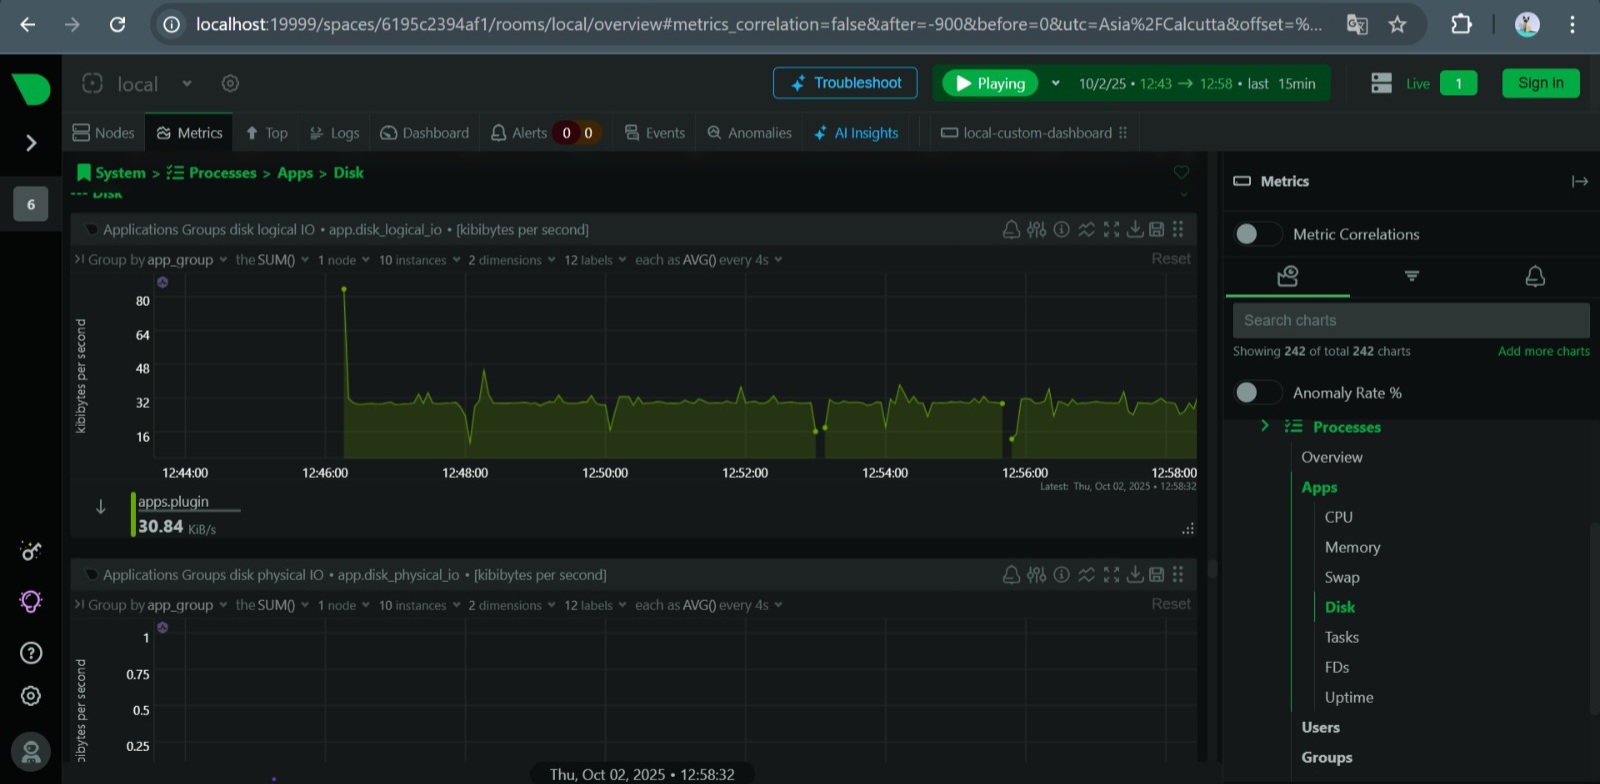 localhost:19999/spaces/6195c2394af1/rooms/local/overview#metrics_correlation=false&after=-900&before=0&utc=Asia%2FCalcutta&offset=%...
local
Troubleshoot
Playing
10/2/25 • 12:43 → 12:58 • last 15min
Live
1
Sign in
Nodes
Metrics
Top
Logs
Dashboard
Alerts
0 0
Events
Anomalies
AI Insights
local-custom-dashboard
6
System > Processes > Apps > Disk
--- Disk
Applications Groups disk logical IO • app.disk_logical_io • [kibibytes per second]
Group by app_group the SUM() 1 node 10 instances 2 dimensions 12 labels each as AVG() every 4s
Reset
kibibytes per second
80
64
48
32
16
12:44:00 12:46:00 12:48:00 12:50:00 12:52:00 12:54:00 12:56:00 12:58:00
Latest: Thu, Oct 02, 2025 • 12:58:32
apps.plugin
30.84 KiB/s
Applications Groups disk physical IO • app.disk_physical_io • [kibibytes per second]
Group by app_group the SUM() 1 node 10 instances 2 dimensions 12 labels each as AVG() every 4s
Reset
per second
1
0.75
0.5
0.25
Thu, Oct 02, 2025 • 12:58:32
Metrics
Metric Correlations
Search charts
Showing 242 of total 242 charts
Add more charts
Anomaly Rate %
Processes
Overview
Apps
CPU
Memory
Swap
Disk
Tasks
FDs
Uptime
Users
Groups